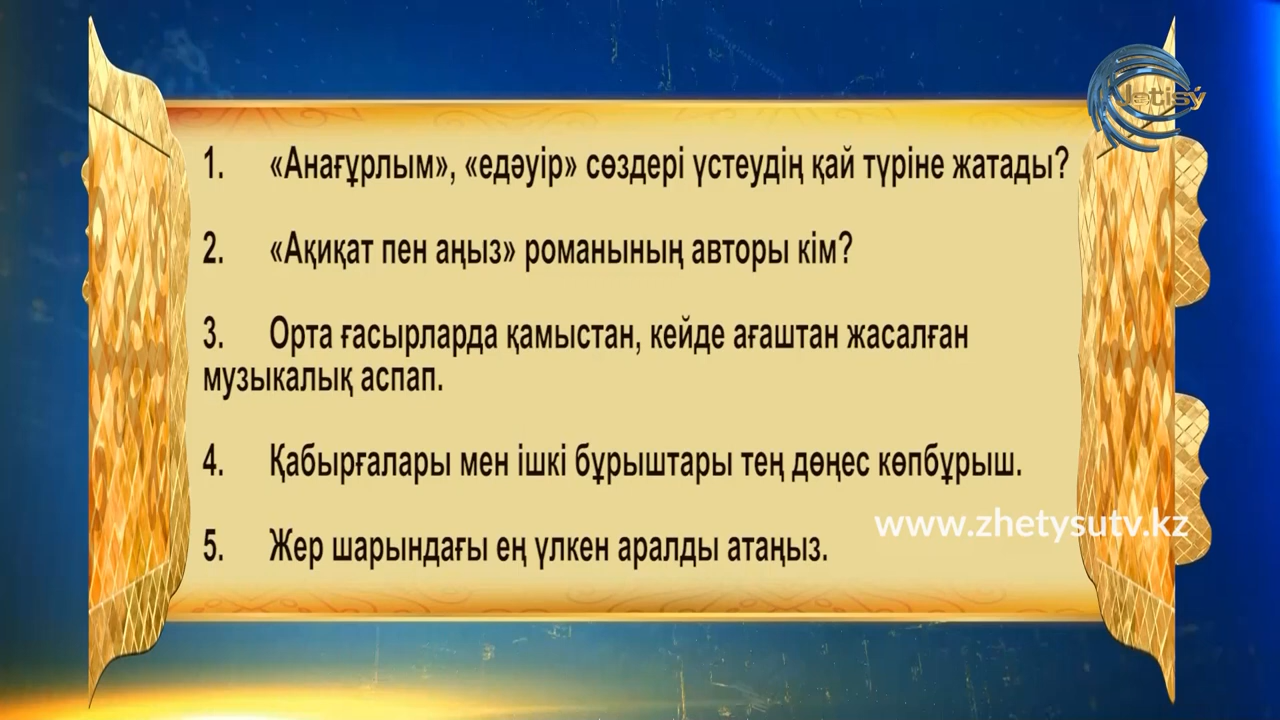 Jetisý
1. «Анағұрлым», «едәуір» сөздері үстеудің қай түріне жатады?
2. «Ақиқат пен аңыз» романының авторы кім?
3. Орта ғасырларда қамыстан, кейде ағаштан жасалған
музыкалық аспап.
4. Қабырғалары мен ішкі бұрыштары тең дөңес көпбұрыш.
www.zhetysutv.kz
5. Жер шарындағы ең үлкен аралды атаңыз.